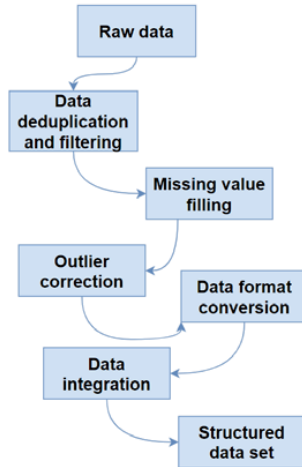 Raw data
Data
deduplication
and filtering
Missing value
filling
Outlier
correction
Data format
conversion
Data
integration
Structured
data set